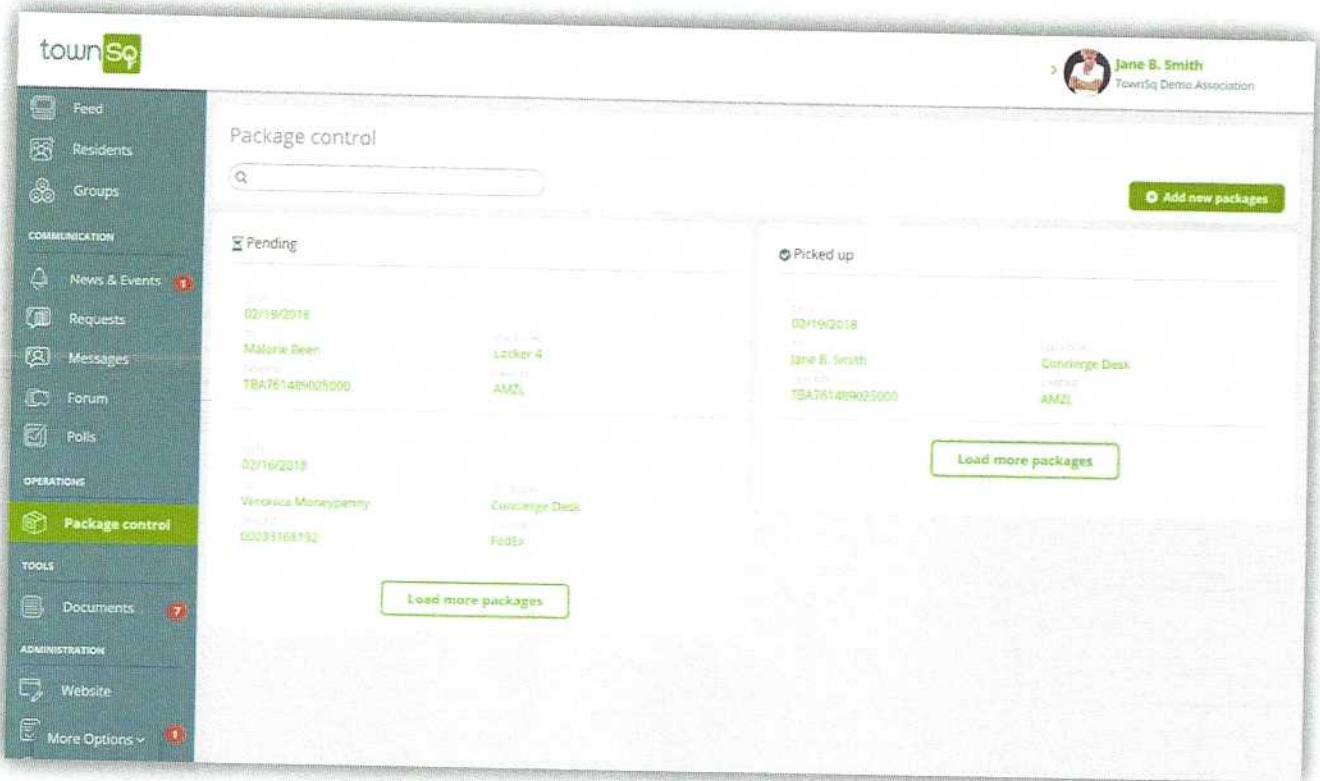 townSq
Jane B. Smith
TownSq Demo Association
Feed
Residents
Groups
COMMUNICATION
News & Events 1
Requests
Messages
Forum
Polls
OPERATIONS
Package control
TOOLS
Documents 7
ADMINISTRATION
Website
More Options
Package control
Add new packages
Pending
02/19/2018
Locker 4
TBA761489025000
AMZL
02/16/2018
Veronica Moneypenny
Concierge Desk
FedEx
Load more packages
Picked up
02/19/2018
Jane B. Smith
Concierge Desk
TBA761489025000
AMZL
Load more packages